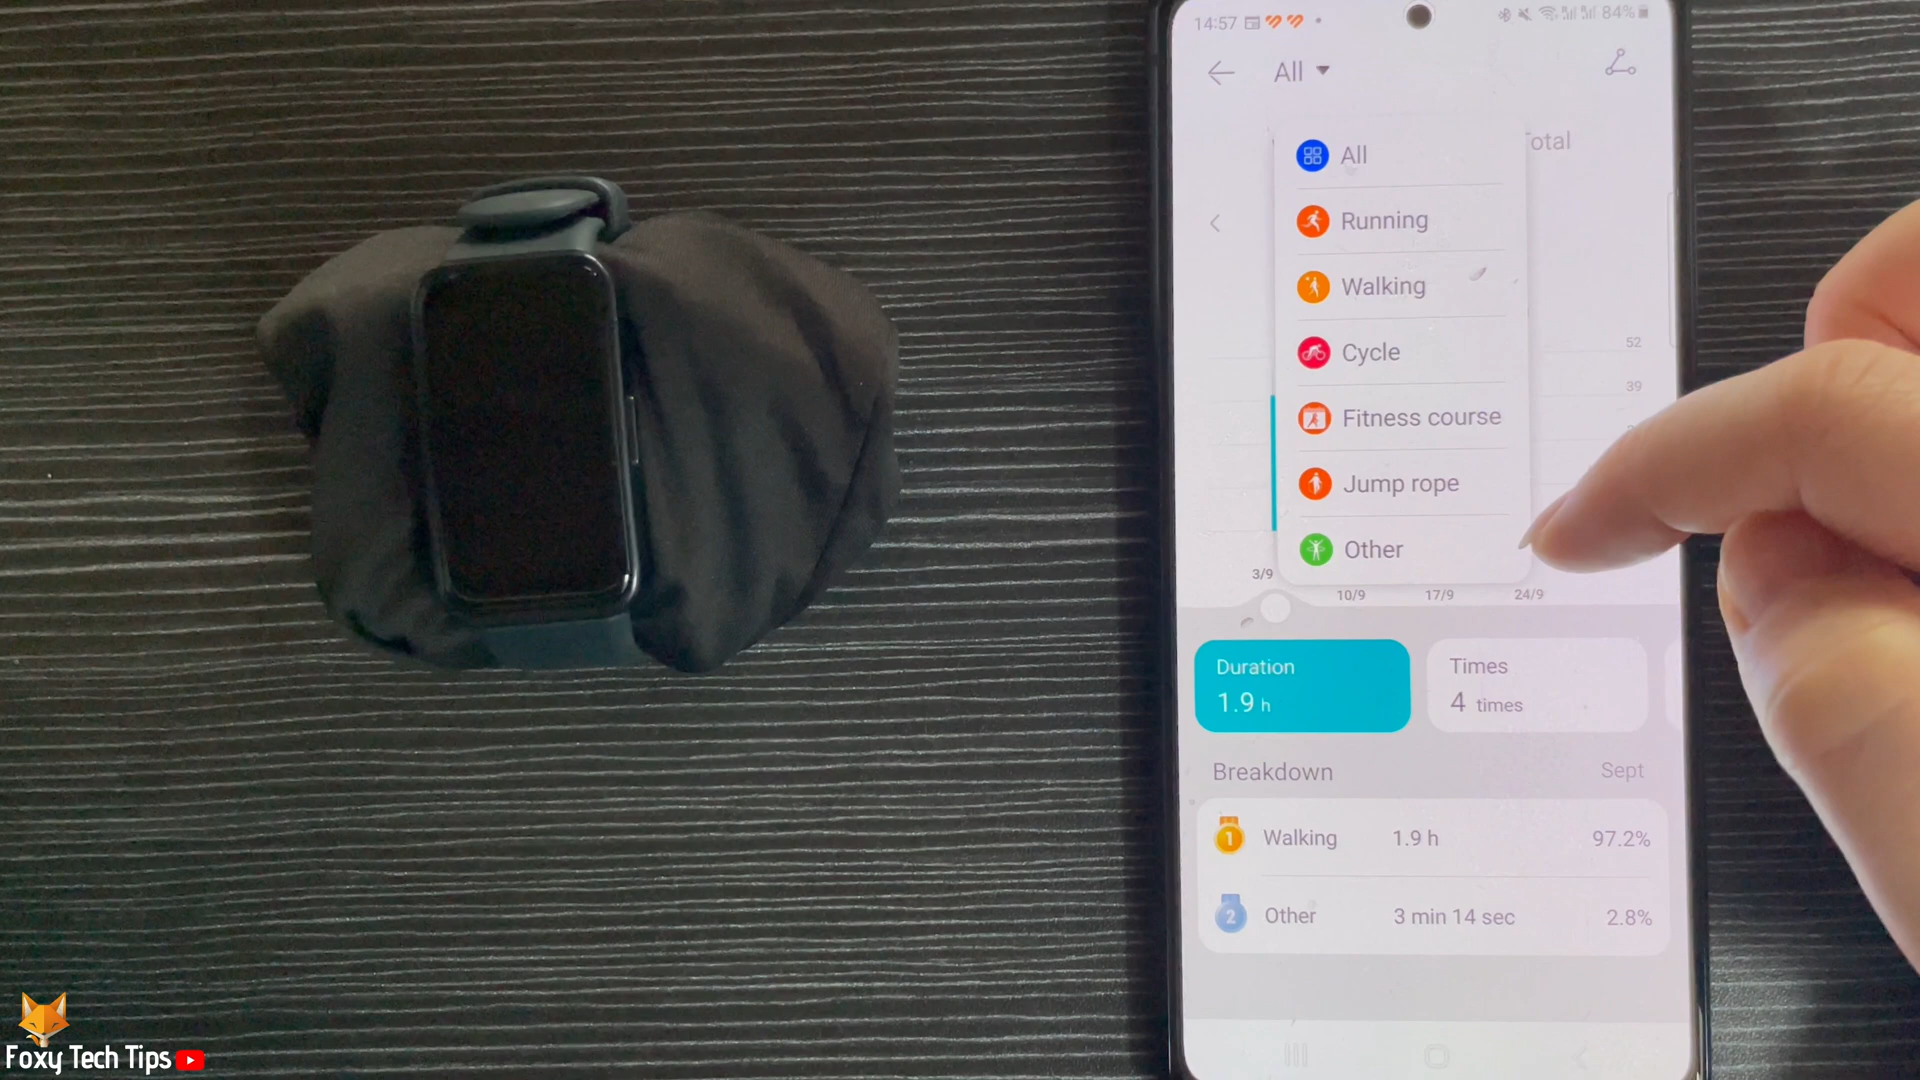 14:57 84%
All
otal
All
Running
Walking
Cycle
Fitness course
Jump rope
Other
52
39
3/9
10/9 17/9 24/9
Duration
1.9 h
Times
4 times
Breakdown Sept
1 Walking 1.9 h 97.2%
2 Other 3 min 14 sec 2.8%
Foxy Tech Tips